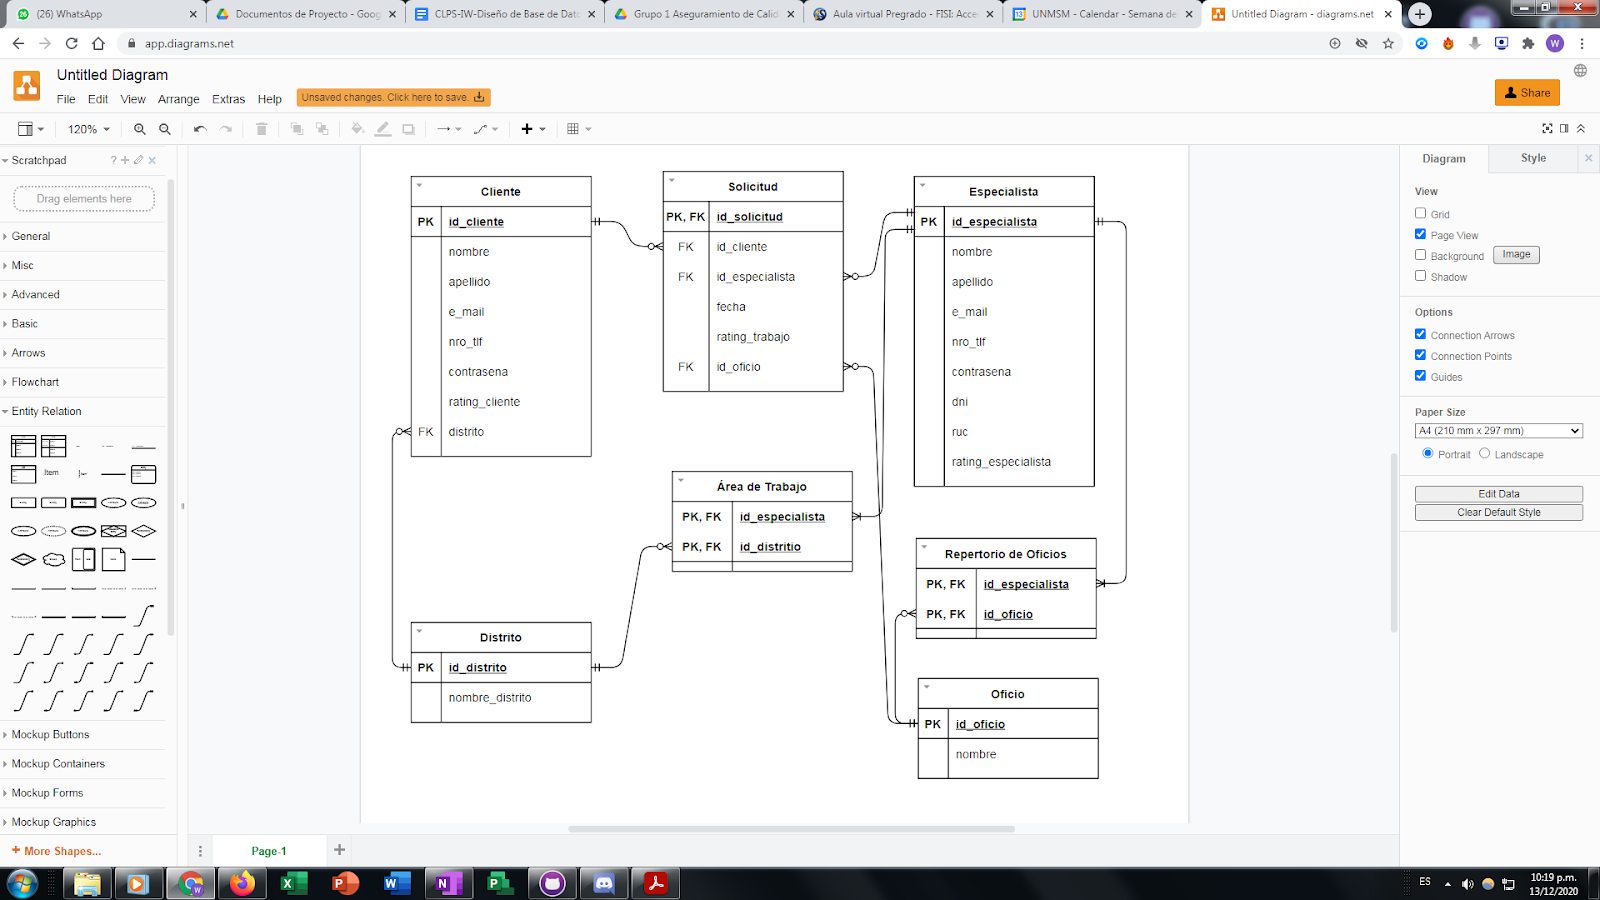 (26) WhatsApp
Documentos de Proyecto - Goog
CLPS-IW-Diseño de Base de Dato
Grupo 1 Aseguramiento de Calid
Aula virtual Pregrado - FISI: Acce
UNMSM - Calendar - Semana de
Untitled Diagram - diagrams.net
app.diagrams.net
W
Untitled Diagram
File Edit View Arrange Extras Help
Unsaved changes. Click here to save.
Share
120%
Scratchpad
Drag elements here
General
Misc
Advanced
Basic
Arrows
Flowchart
Entity Relation
Item
Mockup Buttons
Mockup Containers
Mockup Forms
Mockup Graphics
+ More Shapes...
Cliente
PK id_cliente
nombre
apellido
e_mail
nro_tlf
contrasena
rating_cliente
FK distrito
Solicitud
PK, FK id_solicitud
FK id_cliente
FK id_especialista
fecha
rating_trabajo
FK id_oficio
Especialista
PK id_especialista
nombre
apellido
e_mail
nro_tlf
contrasena
dni
ruc
rating_especialista
Área de Trabajo
PK, FK id_especialista
PK, FK id_distritio
Repertorio de Oficios
PK, FK id_especialista
PK, FK id_oficio
Distrito
PK id_distrito
nombre_distrito
Oficio
PK id_oficio
nombre
Diagram
Style
View
Grid
Page View
Background
Image
Shadow
Options
Connection Arrows
Connection Points
Guides
Paper Size
A4 (210 mm x 297 mm)
Portrait Landscape
Edit Data
Clear Default Style
Page-1
ES
10:19 p.m.
13/12/2020